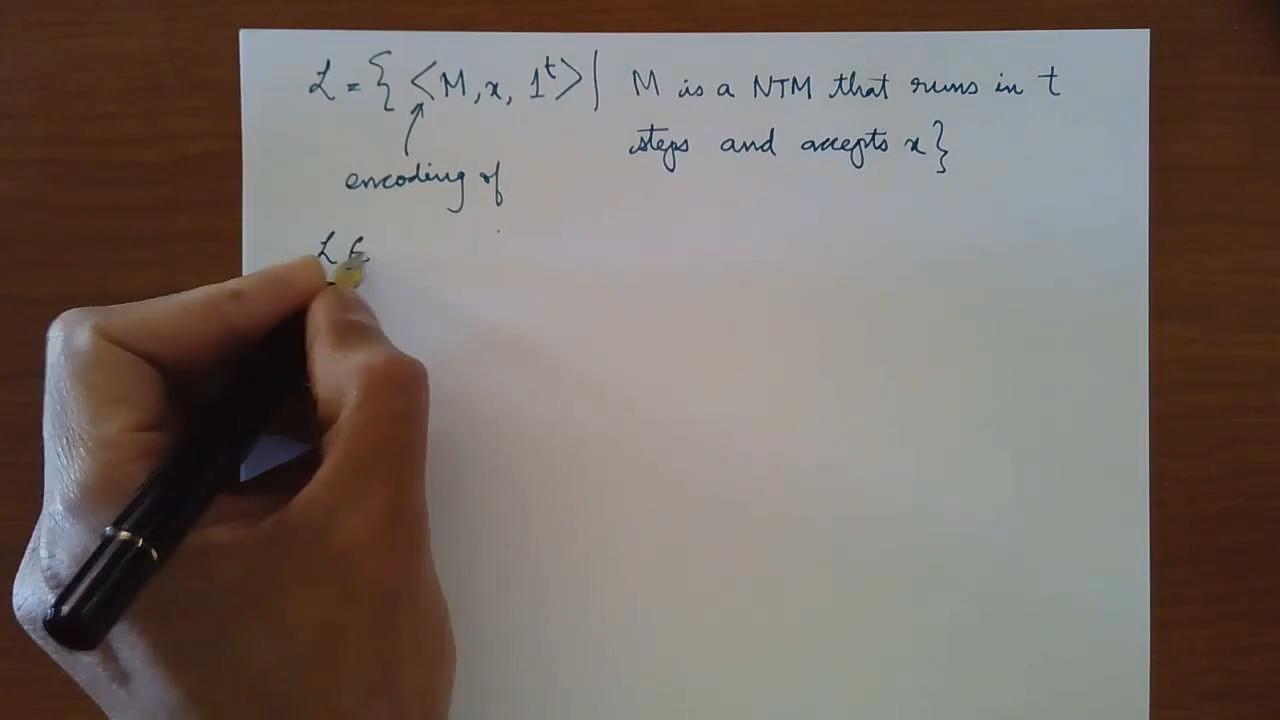 L = { <M, x, 1^t> | M is a NTM that runs in t
steps and accepts x}
encoding of
L ∈